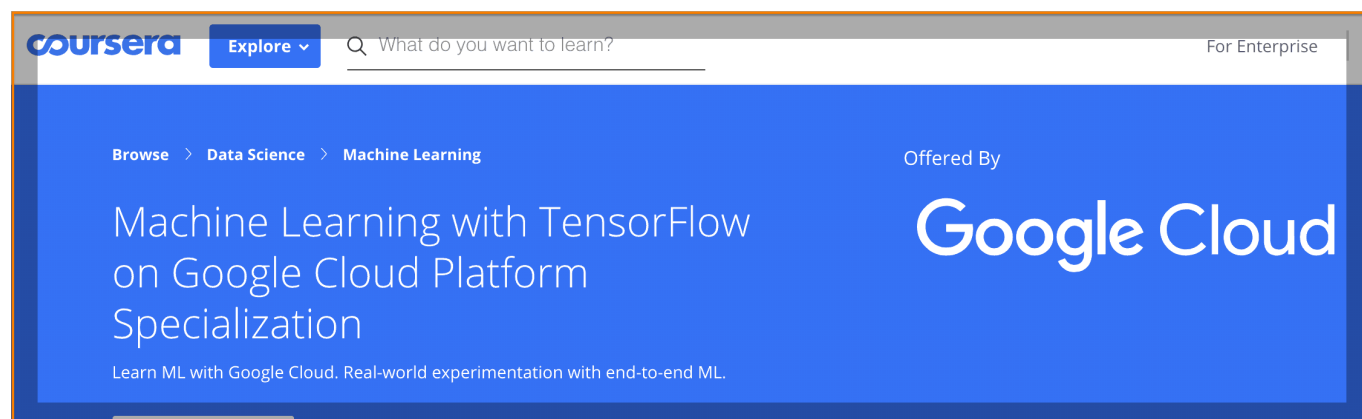 coursera Explore What do you want to learn? For Enterprise
Browse > Data Science > Machine Learning
Offered By
Google Cloud
Machine Learning with TensorFlow
on Google Cloud Platform
Specialization
Learn ML with Google Cloud. Real-world experimentation with end-to-end ML.